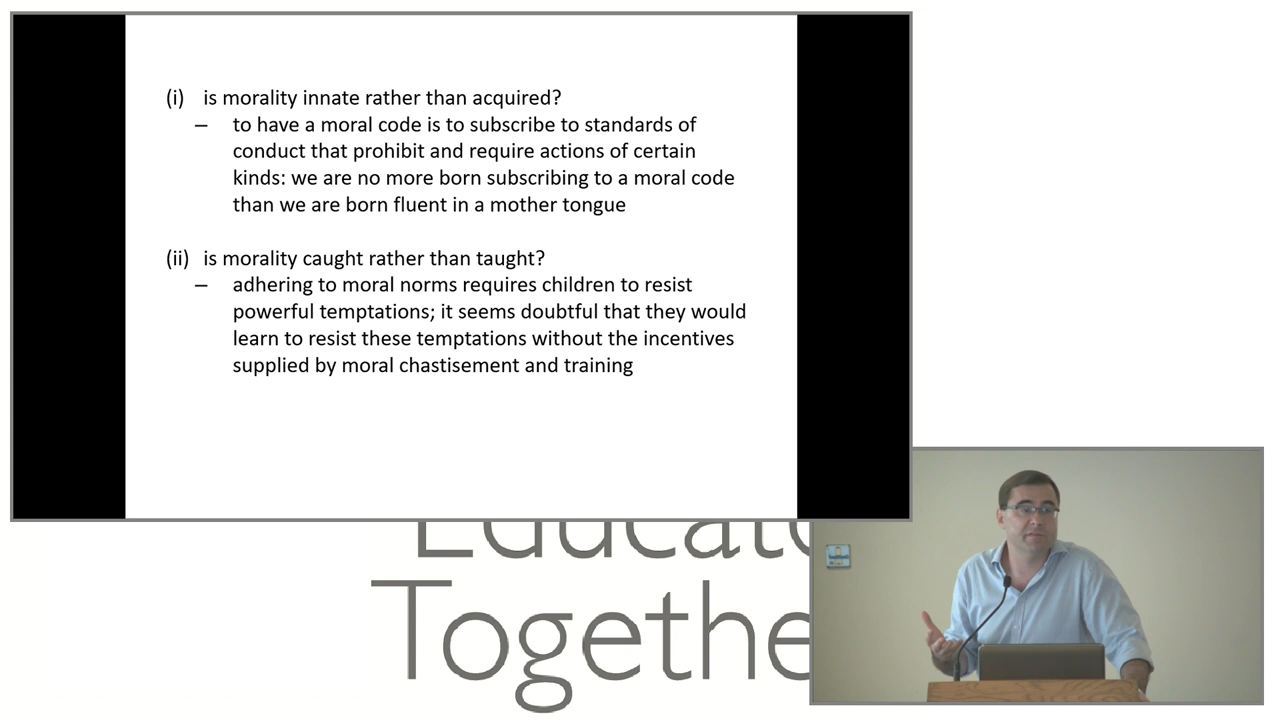 (i) is morality innate rather than acquired?
– to have a moral code is to subscribe to standards of
conduct that prohibit and require actions of certain
kinds: we are no more born subscribing to a moral code
than we are born fluent in a mother tongue
(ii) is morality caught rather than taught?
– adhering to moral norms requires children to resist
powerful temptations; it seems doubtful that they would
learn to resist these temptations without the incentives
supplied by moral chastisement and training
Educat
Togethe